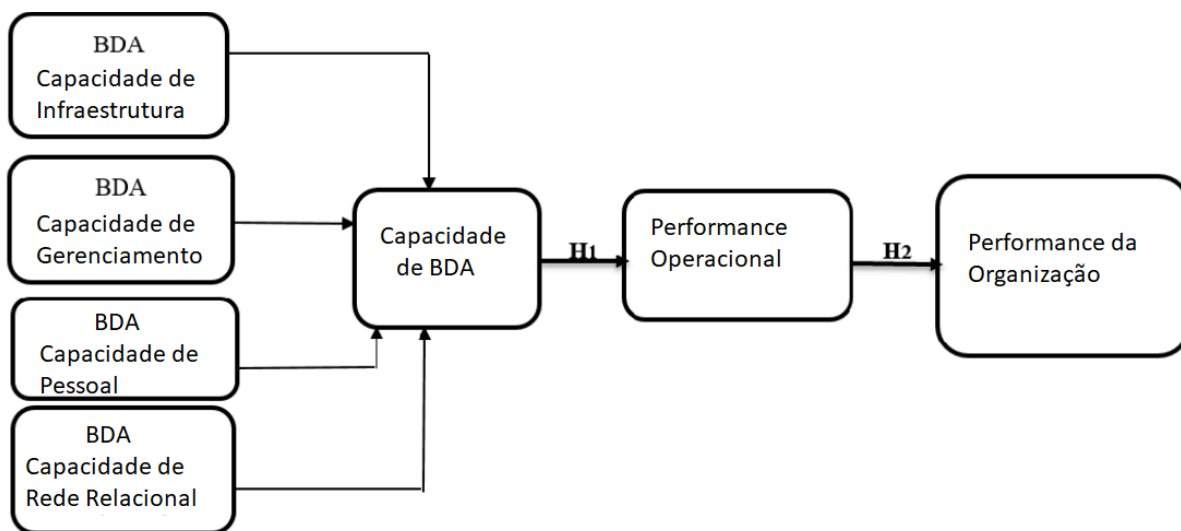 BDA
Capacidade de
Infraestrutura
BDA
Capacidade de
Gerenciamento
BDA
Capacidade de
Pessoal
BDA
Capacidade de
Rede Relacional
Capacidade
de BDA
H1
Performance
Operacional
H2
Performance da
Organização